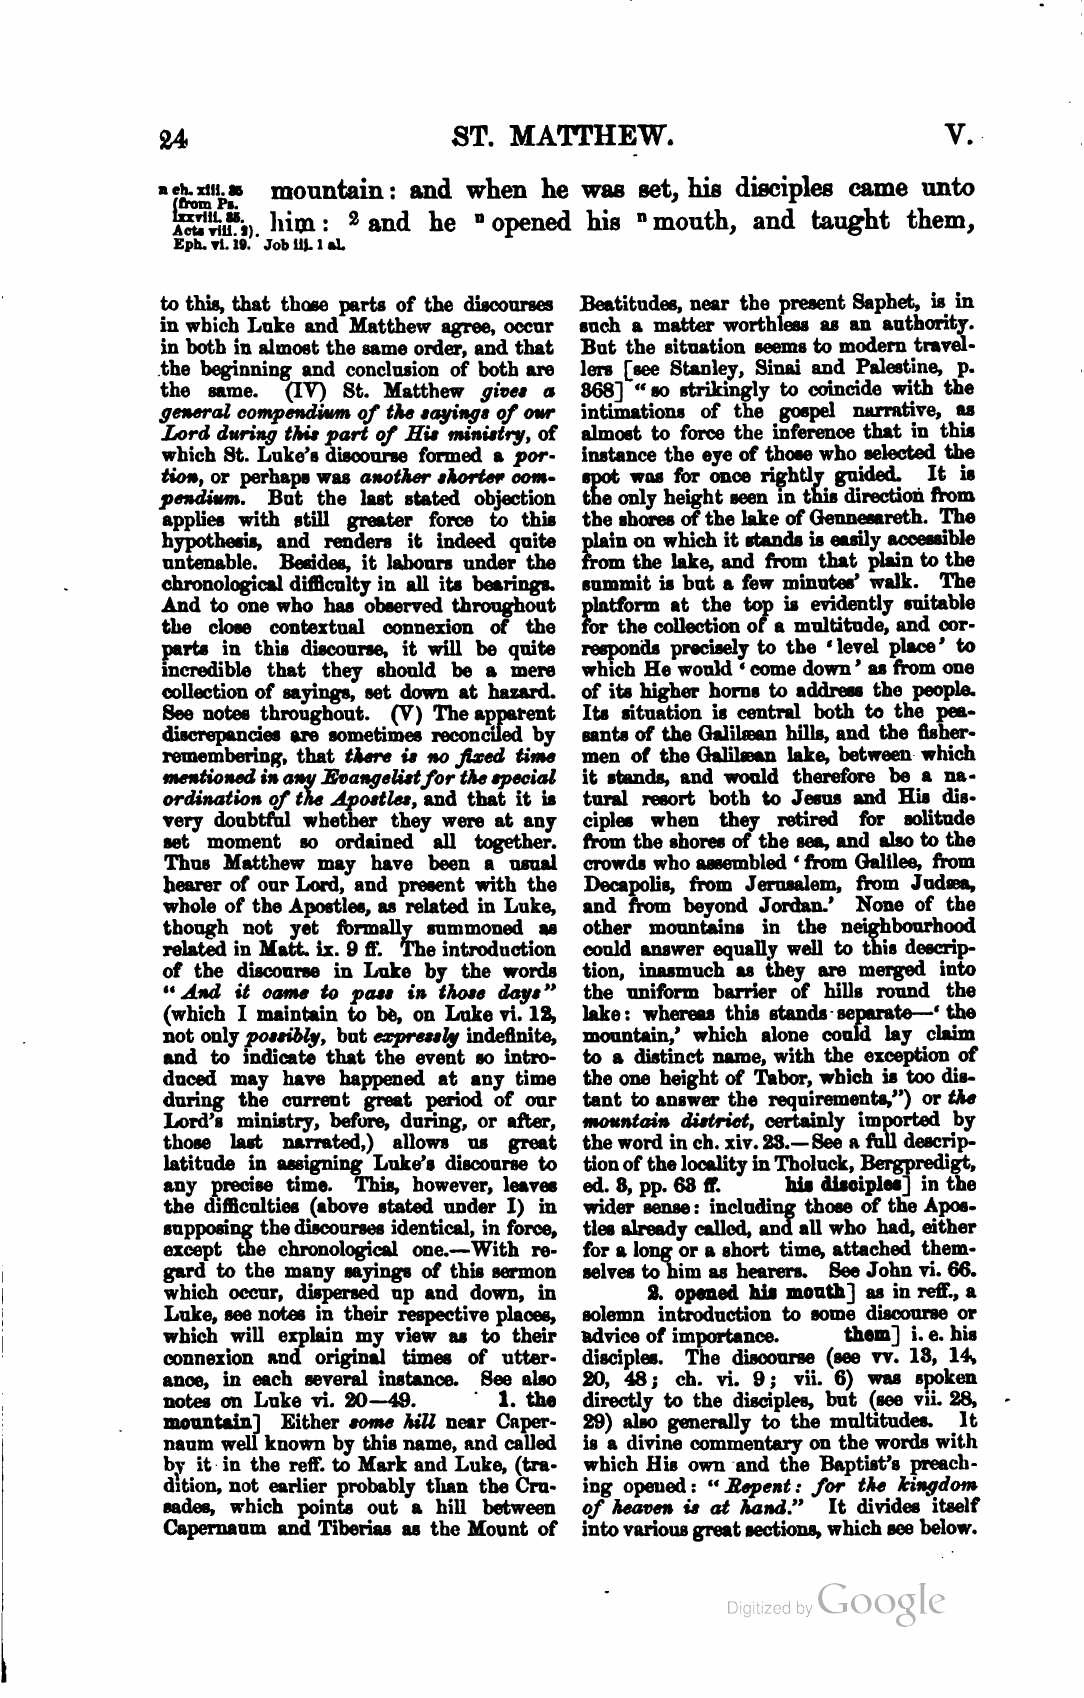 24 ST. MATTHEW. V.
n ch. xiii. 35 mountain: and when he was set, his disciples came unto
(from Ps.
lxxviii. 25. him: 2 and he n opened his n mouth, and taught them,
Acts viii. 2).
Eph. vi. 19. Job iii. 1 al.
to this, that those parts of the discourses
in which Luke and Matthew agree, occur
in both in almost the same order, and that
the beginning and conclusion of both are
the same. (IV) St. Matthew gives a
general compendium of the sayings of our
Lord during this part of His ministry, of
which St. Luke's discourse formed a por-
tion, or perhaps was another shorter com-
pendium. But the last stated objection
applies with still greater force to this
hypothesis, and renders it indeed quite
untenable. Besides, it labours under the
chronological difficulty in all its bearings.
And to one who has observed throughout
the close contextual connexion of the
parts in this discourse, it will be quite
incredible that they should be a mere
collection of sayings, set down at hazard.
See notes throughout. (V) The apparent
discrepancies are sometimes reconciled by
remembering, that there is no fixed time
mentioned in any Evangelist for the special
ordination of the Apostles, and that it is
very doubtful whether they were at any
set moment so ordained all together.
Thus Matthew may have been a usual
hearer of our Lord, and present with the
whole of the Apostles, as related in Luke,
though not yet formally summoned as
related in Matt. ix. 9 ff. The introduction
of the discourse in Luke by the words
"And it came to pass in those days"
(which I maintain to be, on Luke vi. 12,
not only possibly, but expressly indefinite,
and to indicate that the event so intro-
duced may have happened at any time
during the current great period of our
Lord's ministry, before, during, or after,
those last narrated,) allows us great
latitude in assigning Luke's discourse to
any precise time. This, however, leaves
the difficulties (above stated under I) in
supposing the discourses identical, in force,
except the chronological one.—With re-
gard to the many sayings of this sermon
which occur, dispersed up and down, in
Luke, see notes in their respective places,
which will explain my view as to their
connexion and original times of utter-
ance, in each several instance. See also
notes on Luke vi. 20—49. 1. the
mountain] Either some hill near Caper-
naum well known by this name, and called
by it in the reff. to Mark and Luke, (tra-
dition, not earlier probably than the Cru-
sades, which points out a hill between
Capernaum and Tiberias as the Mount of
Beatitudes, near the present Saphet, is in
such a matter worthless as an authority.
But the situation seems to modern travel-
lers [see Stanley, Sinai and Palestine, p.
368] "so strikingly to coincide with the
intimations of the gospel narrative, as
almost to force the inference that in this
instance the eye of those who selected the
spot was for once rightly guided. It is
the only height seen in this direction from
the shores of the lake of Gennesareth. The
plain on which it stands is easily accessible
from the lake, and from that plain to the
summit is but a few minutes' walk. The
platform at the top is evidently suitable
for the collection of a multitude, and cor-
responds precisely to the 'level place' to
which He would 'come down' as from one
of its higher horns to address the people.
Its situation is central both to the pea-
sants of the Galilæan hills, and the fisher-
men of the Galilæan lake, between which
it stands, and would therefore be a na-
tural resort both to Jesus and His dis-
ciples when they retired for solitude
from the shores of the sea, and also to the
crowds who assembled 'from Galilee, from
Decapolis, from Jerusalem, from Judæa,
and from beyond Jordan.' None of the
other mountains in the neighbourhood
could answer equally well to this descrip-
tion, inasmuch as they are merged into
the uniform barrier of hills round the
lake: whereas this stands separate—'the
mountain,' which alone could lay claim
to a distinct name, with the exception of
the one height of Tabor, which is too dis-
tant to answer the requirements,") or the
mountain district, certainly imported by
the word in ch. xiv. 23.—See a full descrip-
tion of the locality in Tholuck, Bergpredigt,
ed. 3, pp. 63 ff. his disciples] in the
wider sense: including those of the Apos-
tles already called, and all who had, either
for a long or a short time, attached them-
selves to him as hearers. See John vi. 66.
2. opened his mouth] as in reff., a
solemn introduction to some discourse or
advice of importance. them] i. e. his
disciples. The discourse (see vv. 13, 14,
20, 48; ch. vi. 9; vii. 6) was spoken
directly to the disciples, but (see vii. 28,
29) also generally to the multitudes. It
is a divine commentary on the words with
which His own and the Baptist's preach-
ing opened: "Repent: for the kingdom
of heaven is at hand." It divides itself
into various great sections, which see below.
Digitized by Google